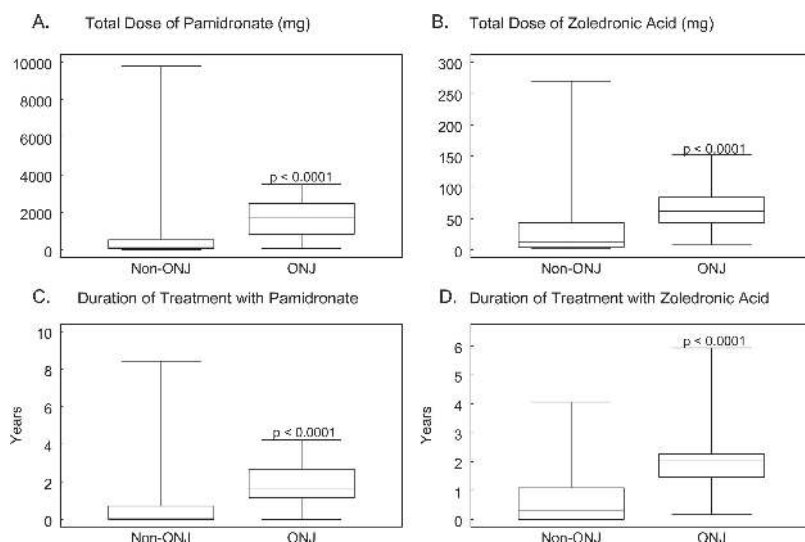 A. Total Dose of Pamidronate (mg)
10000
8000
6000
4000
2000
0
p < 0.0001
Non-ONJ ONJ
B. Total Dose of Zoledronic Acid (mg)
300
250
200
150
100
50
0
p < 0.0001
Non-ONJ ONJ
C. Duration of Treatment with Pamidronate
Years
10
8
6
4
2
0
p < 0.0001
Non-ONJ ONJ
D. Duration of Treatment with Zoledronic Acid
Years
6
5
4
3
2
1
0
p < 0.0001
Non-ONJ ONJ